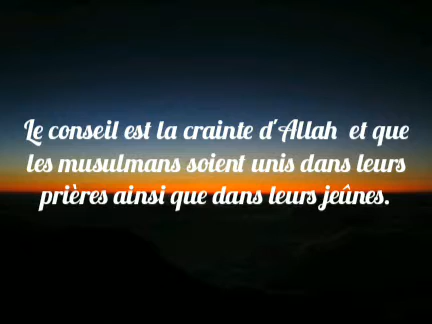 Le conseil est la crainte d'Allah et que
les musulmans soient unis dans leurs
prières ainsi que dans leurs jeûnes.